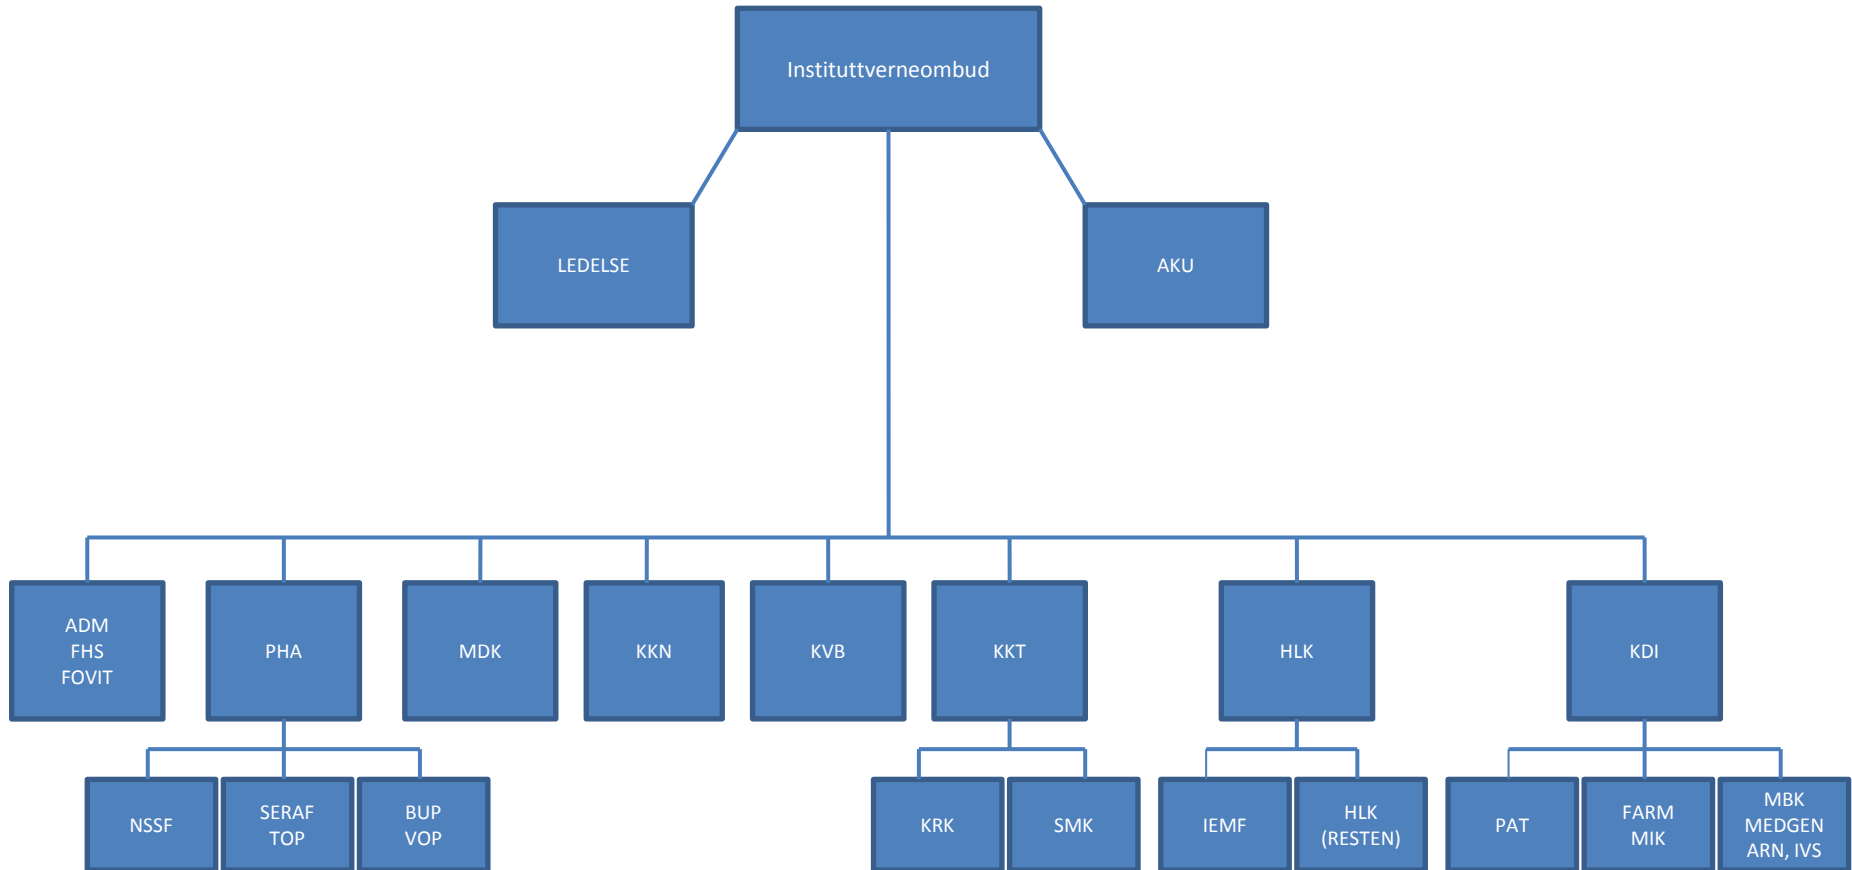 Instituttverneombud
LEDELSE
AKU
ADM
FHS
FOVIT
PHA
MDK
KKN
KVB
KKT
HLK
KDI
NSSF
SERAF
TOP
BUP
VOP
KRK
SMK
IEMF
HLK
(RESTEN)
PAT
FARM
MIK
MBK
MEDGEN
ARN, IVS